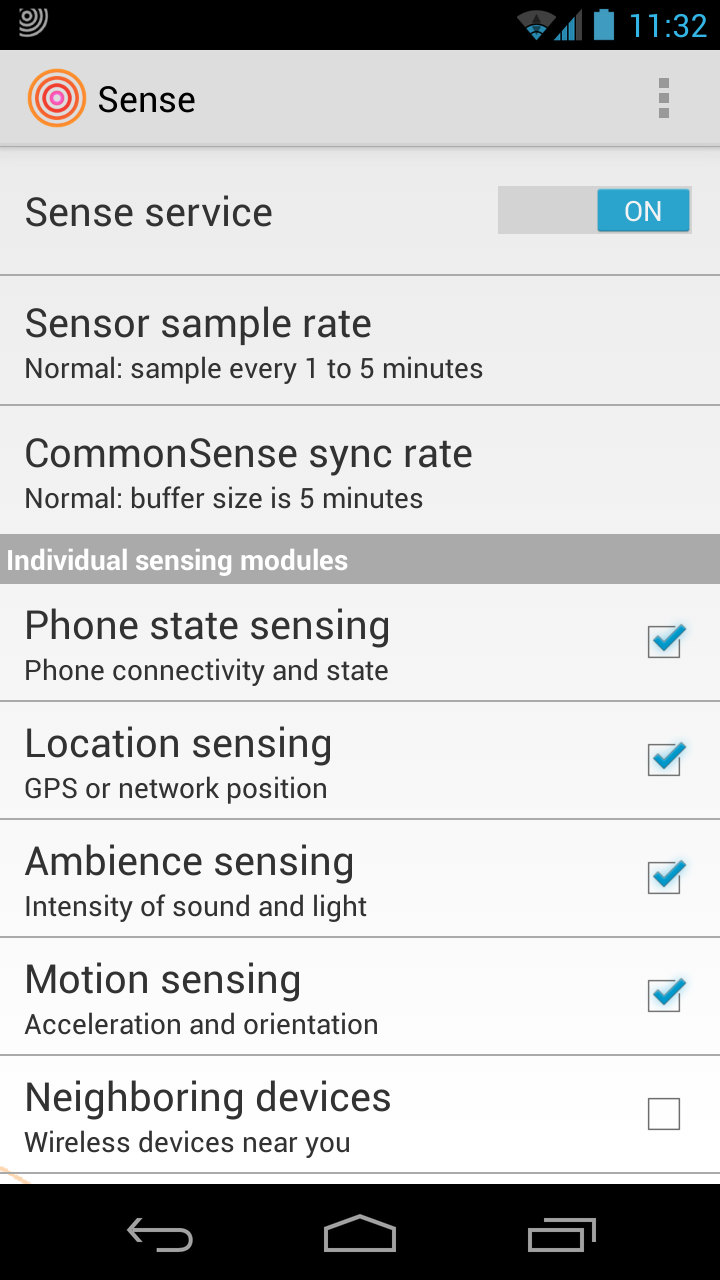 11:32
Sense
Sense service
ON
Sensor sample rate
Normal: sample every 1 to 5 minutes
CommonSense sync rate
Normal: buffer size is 5 minutes
Individual sensing modules
Phone state sensing
Phone connectivity and state
Location sensing
GPS or network position
Ambience sensing
Intensity of sound and light
Motion sensing
Acceleration and orientation
Neighboring devices
Wireless devices near you